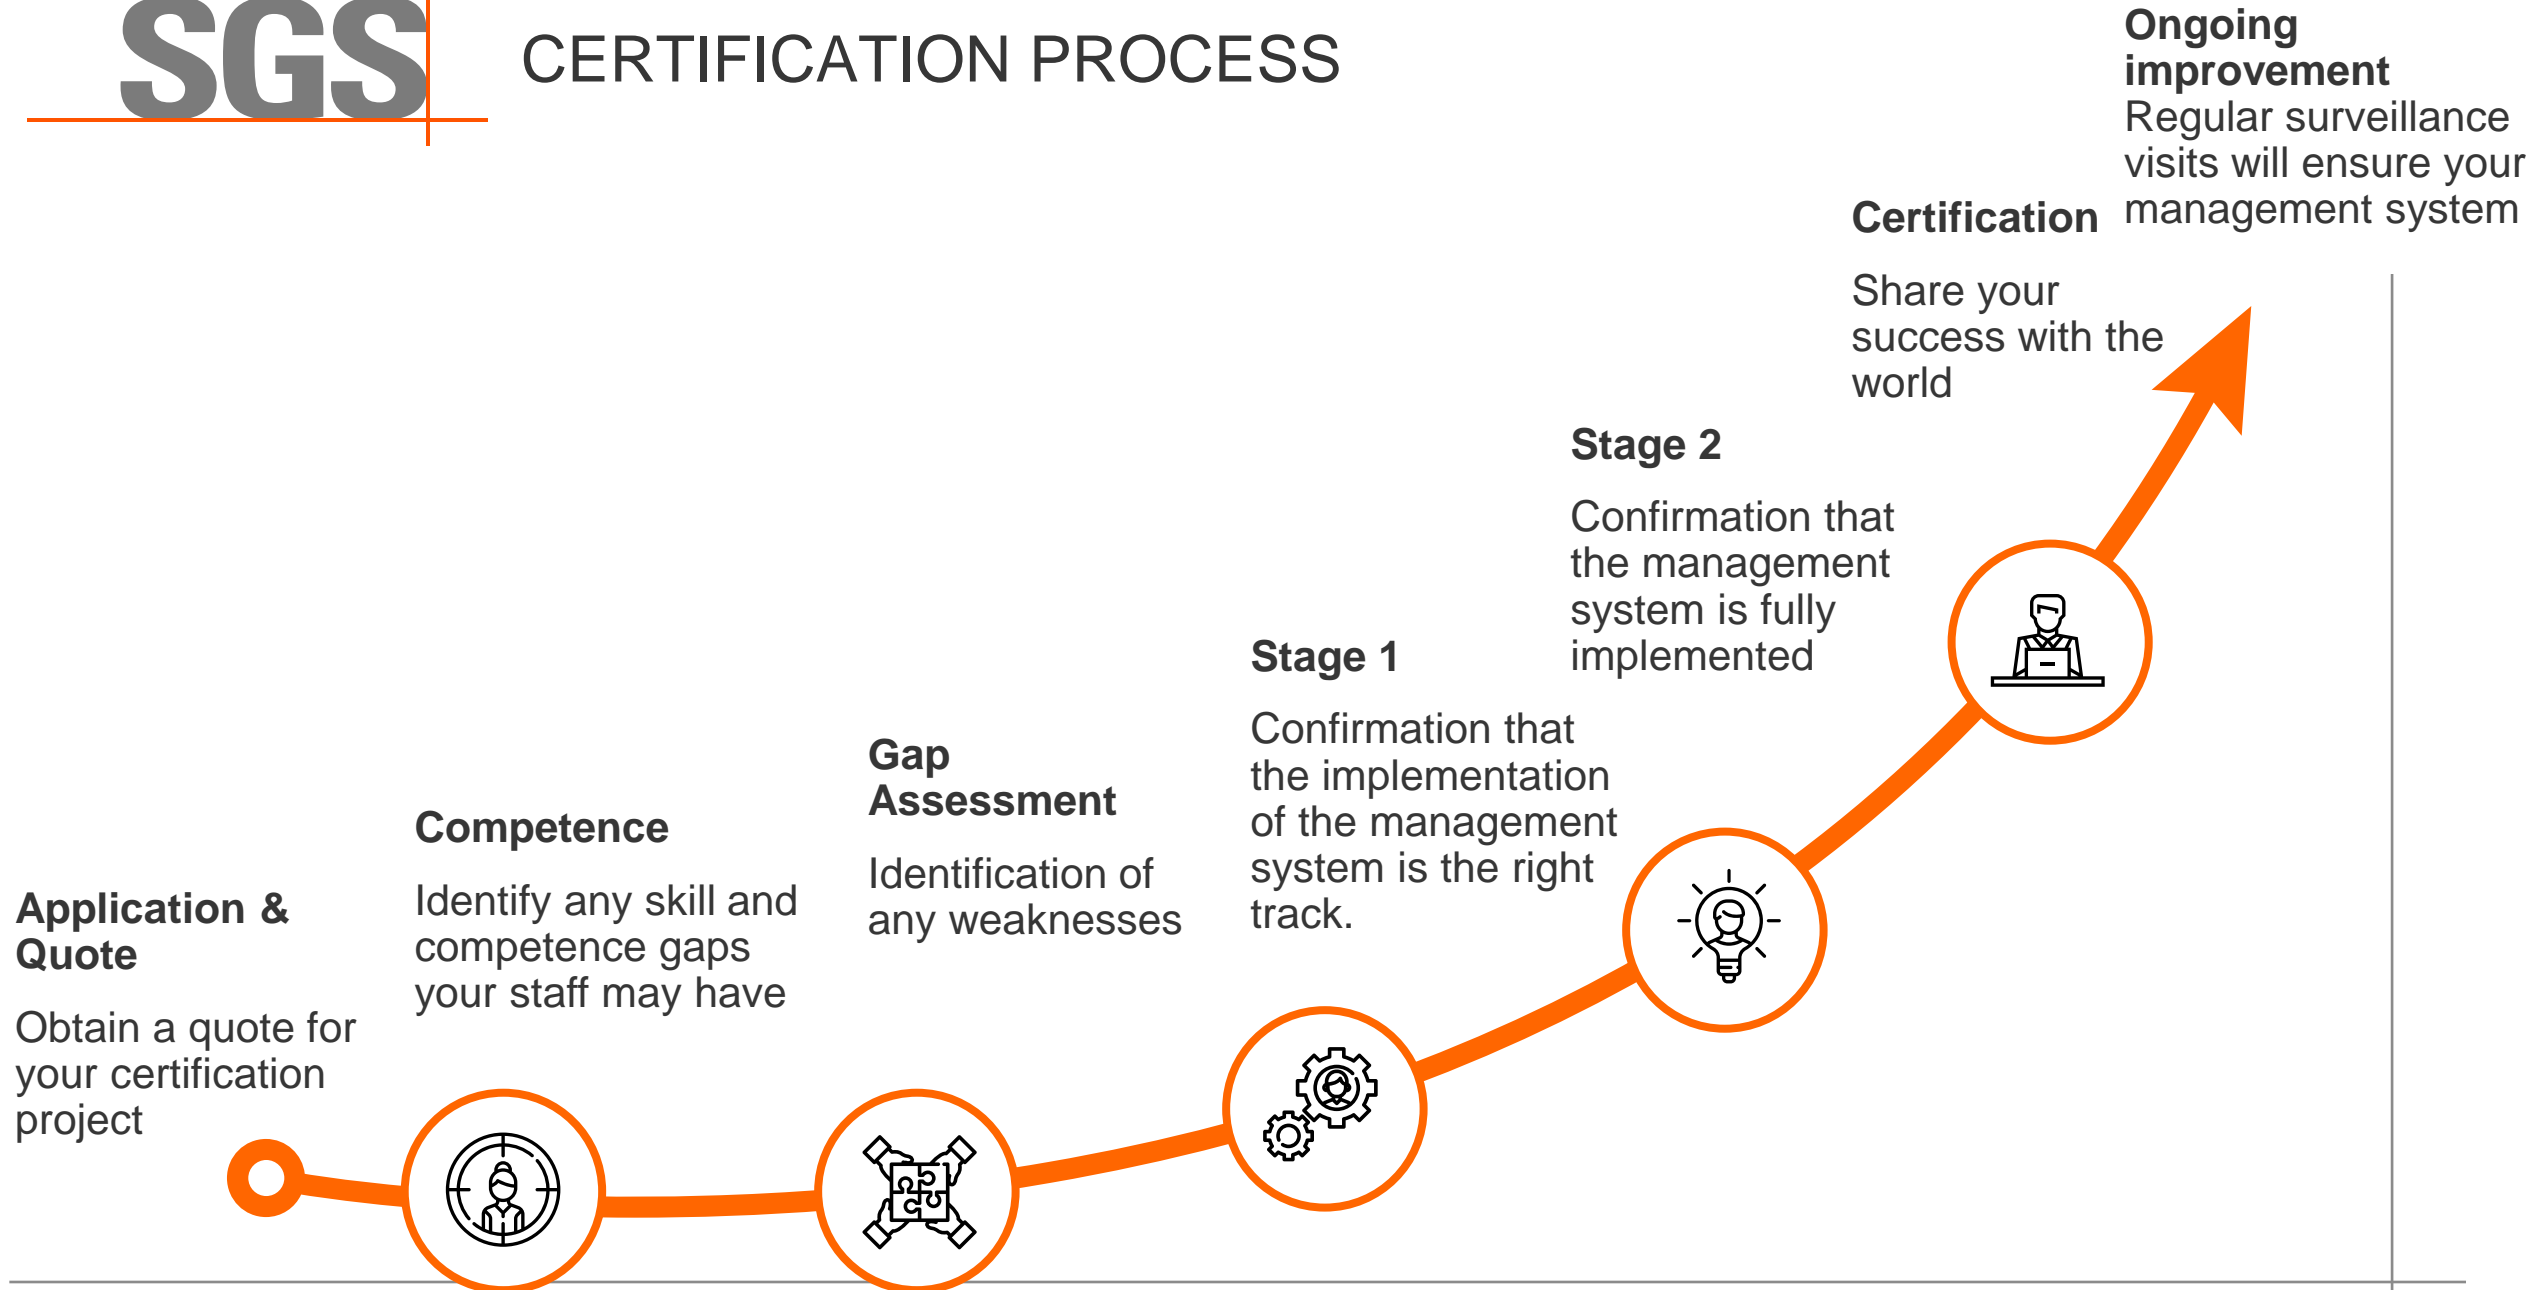 SGS
CERTIFICATION PROCESS
Application &
Quote
Obtain a quote for
your certification
project
Competence
Identify any skill and
competence gaps
your staff may have
Gap
Assessment
Identification of
any weaknesses
Stage 1
Confirmation that
the implementation
of the management
system is the right
track.
Stage 2
Confirmation that
the management
system is fully
implemented
Certification
Share your
success with the
world
Ongoing
improvement
Regular surveillance
visits will ensure your
management system